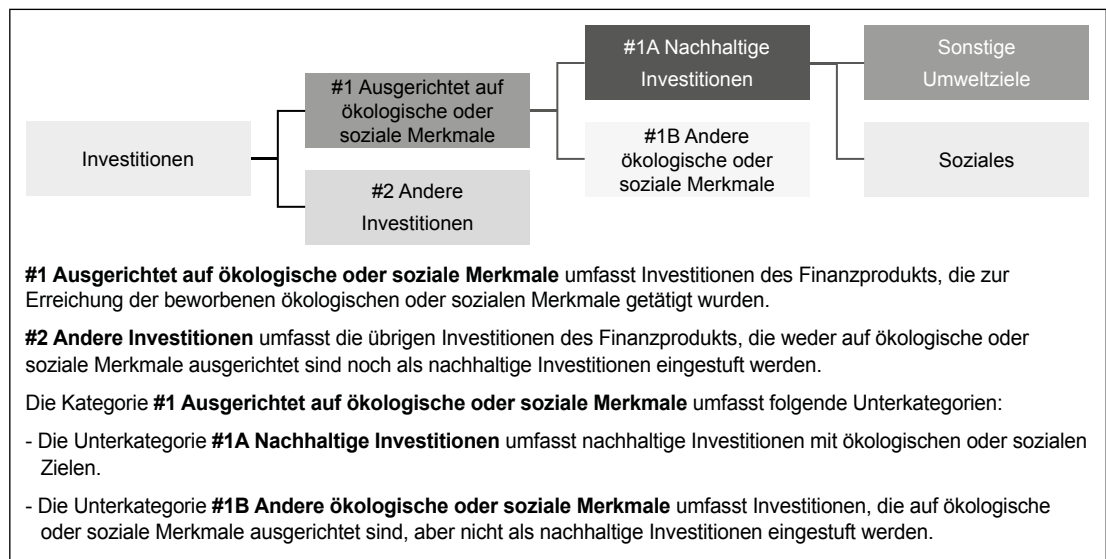 Investitionen
#1 Ausgerichtet auf
ökologische oder
soziale Merkmale
#2 Andere
Investitionen
#1A Nachhaltige
Investitionen
#1B Andere
ökologische oder
soziale Merkmale
Sonstige
Umweltziele
Soziales
#1 Ausgerichtet auf ökologische oder soziale Merkmale umfasst Investitionen des Finanzprodukts, die zur
Erreichung der beworbenen ökologischen oder sozialen Merkmale getätigt wurden.
#2 Andere Investitionen umfasst die übrigen Investitionen des Finanzprodukts, die weder auf ökologische oder
soziale Merkmale ausgerichtet sind noch als nachhaltige Investitionen eingestuft werden.
Die Kategorie #1 Ausgerichtet auf ökologische oder soziale Merkmale umfasst folgende Unterkategorien:
- Die Unterkategorie #1A Nachhaltige Investitionen umfasst nachhaltige Investitionen mit ökologischen oder sozialen
Zielen.
- Die Unterkategorie #1B Andere ökologische oder soziale Merkmale umfasst Investitionen, die auf ökologische
oder soziale Merkmale ausgerichtet sind, aber nicht als nachhaltige Investitionen eingestuft werden.